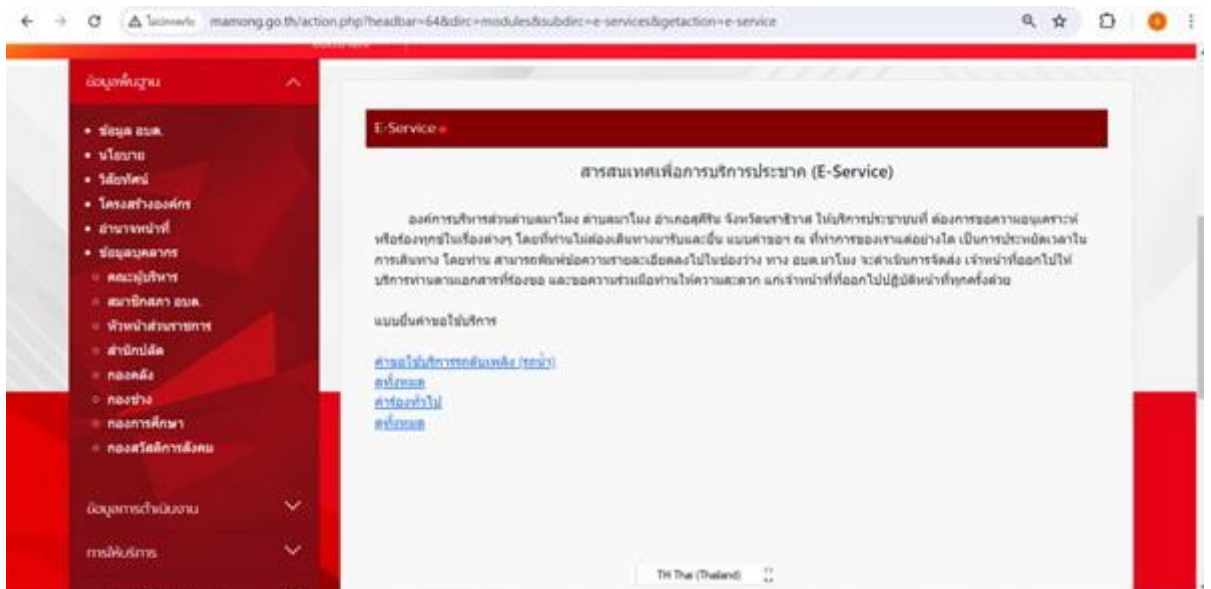 ไม่ปลอดภัย mamong.go.th/action.php?headbar=64&dirc=modules&subdirc=e-services&getaction=e-service
ข้อมูลพื้นฐาน
ข้อมูล อบต.
นโยบาย
วิสัยทัศน์
โครงสร้างองค์กร
อำนาจหน้าที่
ข้อมูลบุคลากร
คณะผู้บริหาร
สมาชิกสภา อบต.
หัวหน้าส่วนราชการ
สำนักปลัด
กองคลัง
กองช่าง
กองการศึกษา
กองสวัสดิการสังคม
ข้อมูลการดำเนินงาน
การให้บริการ
E-Service
สารสนเทศเพื่อการบริการประชาค (E-Service)
องค์การบริหารส่วนตำบลมาโมง ตำบลมาโมง อำเภอสุคิริน จังหวัดนราธิวาส ให้บริการประชาชนที่ ต้องการขอความอนุเคราะห์
หรือร้องทุกข์ในเรื่องต่างๆ โดยที่ท่านไม่ต้องเดินทางมารับและยื่น แบบคำขอฯ ณ ที่ทำการของเราแต่อย่างใด เป็นการประหยัดเวลาใน
การเดินทาง โดยท่าน สามารถพิมพ์ข้อความรายละเอียดลงไปในช่องว่าง ทาง อบต.มาโมง จะดำเนินการจัดส่ง เจ้าหน้าที่ออกไปให้
บริการท่านตามเอกสารที่ร้องขอ และขอความร่วมมือท่านให้ความสะดวก แก่เจ้าหน้าที่ที่ออกไปปฏิบัติหน้าที่ทุกครั้งด้วย
แบบยื่นคำขอใช้บริการ
คำขอใช้บริการรถดับเพลิง (รถน้ำ)
ดูทั้งหมด
คำร้องทั่วไป
ดูทั้งหมด
TH Thai (Thailand)